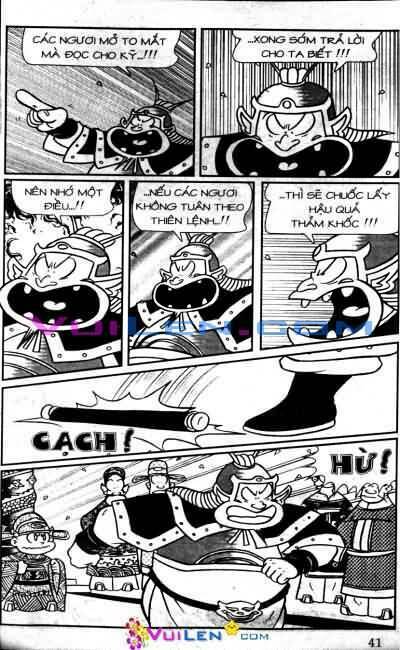 CÁC NGƯƠI MỞ TO MẮT
MÀ ĐỌC CHO KỸ...!!!
...XONG SỚM TRẢ LỜI
CHO TA BIẾT !!!
NÊN NHỚ MỘT
ĐIỀU..!!
...NẾU CÁC NGƯƠI
KHÔNG TUÂN THEO
THIÊN LỆNH..!!
...THÌ SẼ CHUỐC LẤY
HẬU QUẢ
THẢM KHỐC !!!
VUILEN.COM
CẠCH!
HỪ!
VUILEN.COM
41